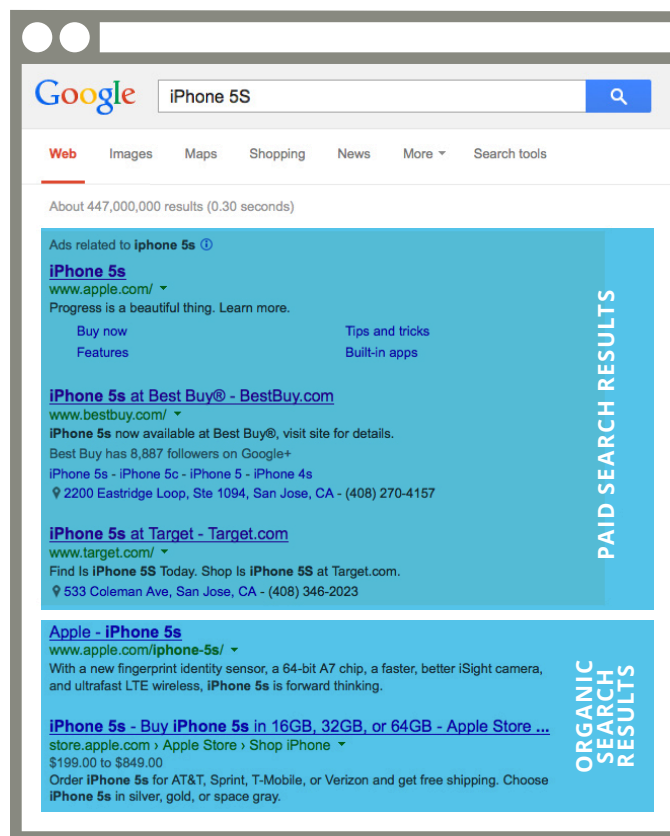 Google
iPhone 5S
Web Images Maps Shopping News More Search tools
About 447,000,000 results (0.30 seconds)
Ads related to iphone 5s
iPhone 5s
www.apple.com/
Progress is a beautiful thing. Learn more.
Buy now Tips and tricks
Features Built-in apps
iPhone 5s at Best Buy® - BestBuy.com
www.bestbuy.com/
iPhone 5s now available at Best Buy®, visit site for details.
Best Buy has 8,887 followers on Google+
iPhone 5s - iPhone 5c - iPhone 5 - iPhone 4s
2200 Eastridge Loop, Ste 1094, San Jose, CA - (408) 270-4157
iPhone 5s at Target - Target.com
www.target.com/
Find Is iPhone 5S Today. Shop Is iPhone 5S at Target.com.
533 Coleman Ave, San Jose, CA - (408) 346-2023
PAID SEARCH RESULTS
Apple - iPhone 5s
www.apple.com/iphone-5s/
With a new fingerprint identity sensor, a 64-bit A7 chip, a faster, better iSight camera,
and ultrafast LTE wireless, iPhone 5s is forward thinking.
iPhone 5s - Buy iPhone 5s in 16GB, 32GB, or 64GB - Apple Store ...
store.apple.com › Apple Store › Shop iPhone
$199.00 to $849.00
Order iPhone 5s for AT&T, Sprint, T-Mobile, or Verizon and get free shipping. Choose
iPhone 5s in silver, gold, or space gray.
ORGANIC
SEARCH
RESULTS